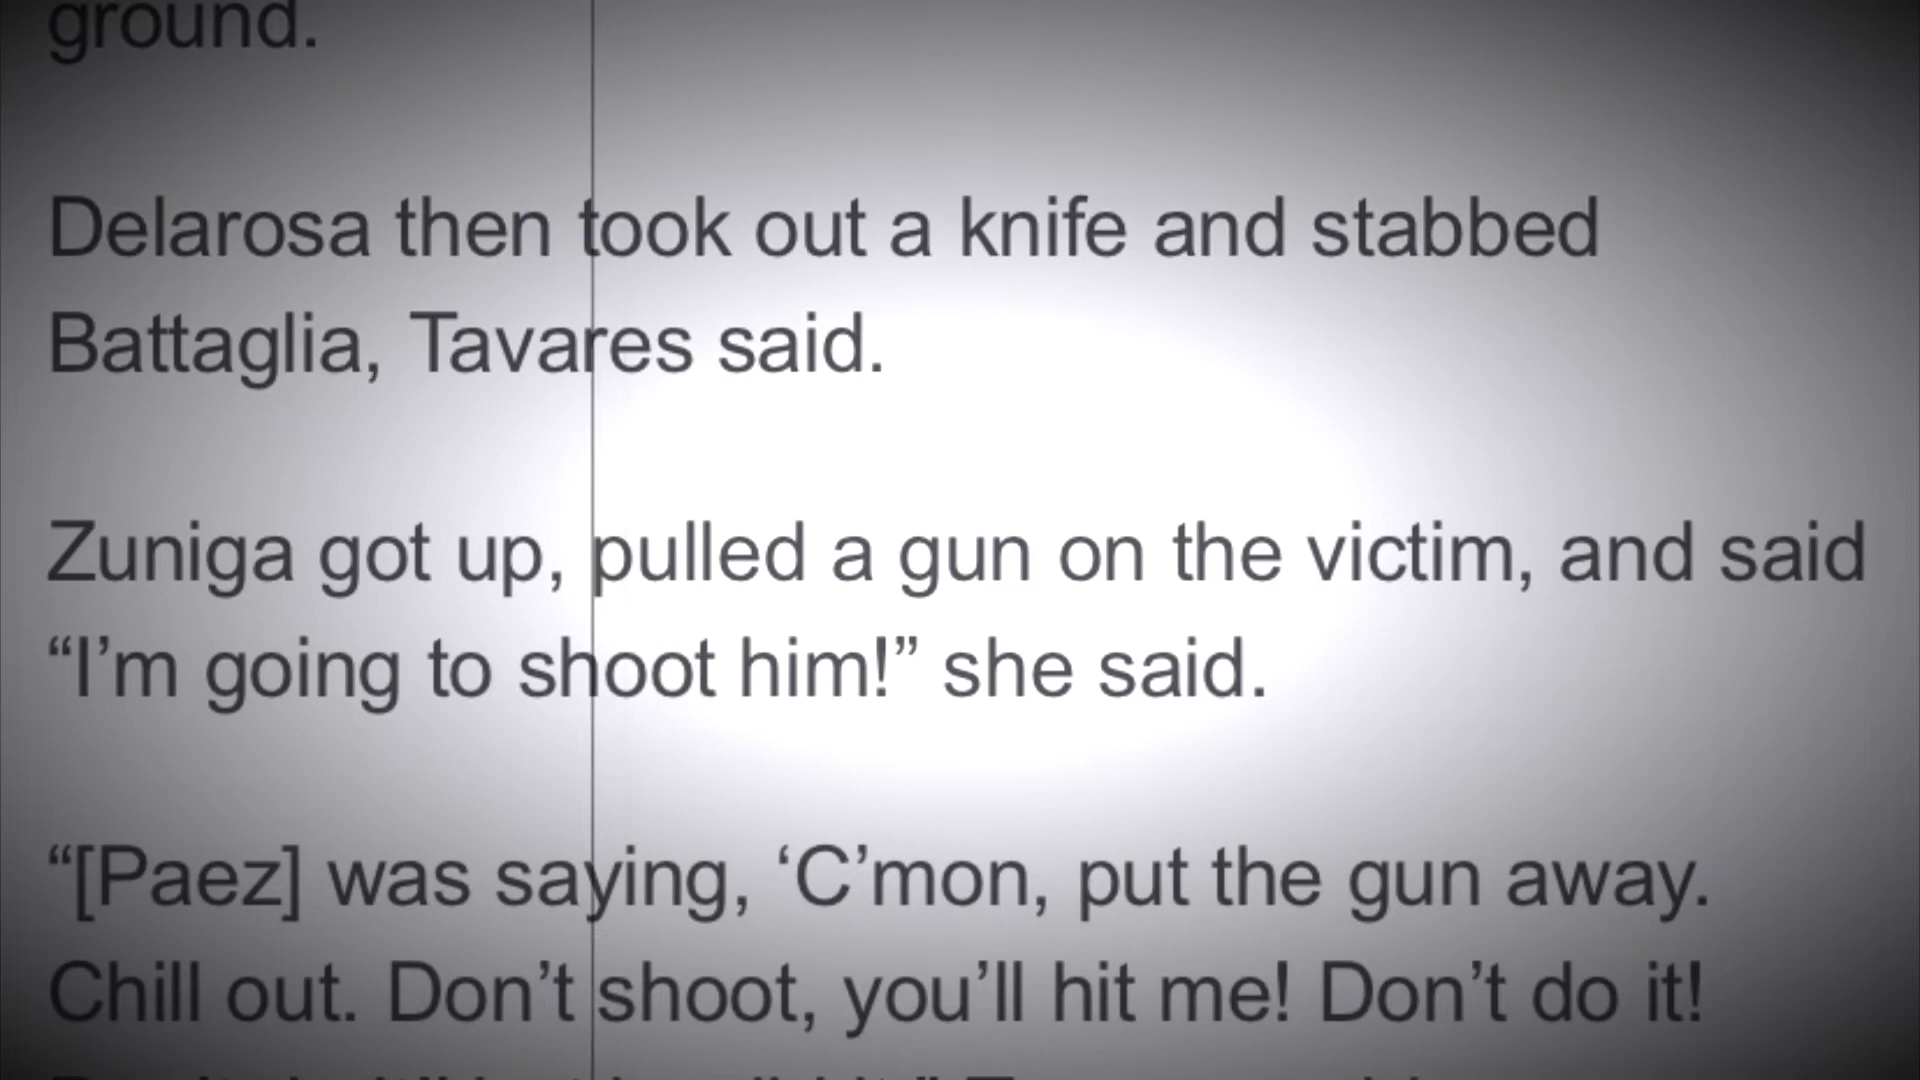 ground.
Delarosa then took out a knife and stabbed
Battaglia, Tavares said.
Zuniga got up, pulled a gun on the victim, and said
“I’m going to shoot him!” she said.
“[Paez] was saying, ‘C’mon, put the gun away.
Chill out. Don’t shoot, you’ll hit me! Don’t do it!